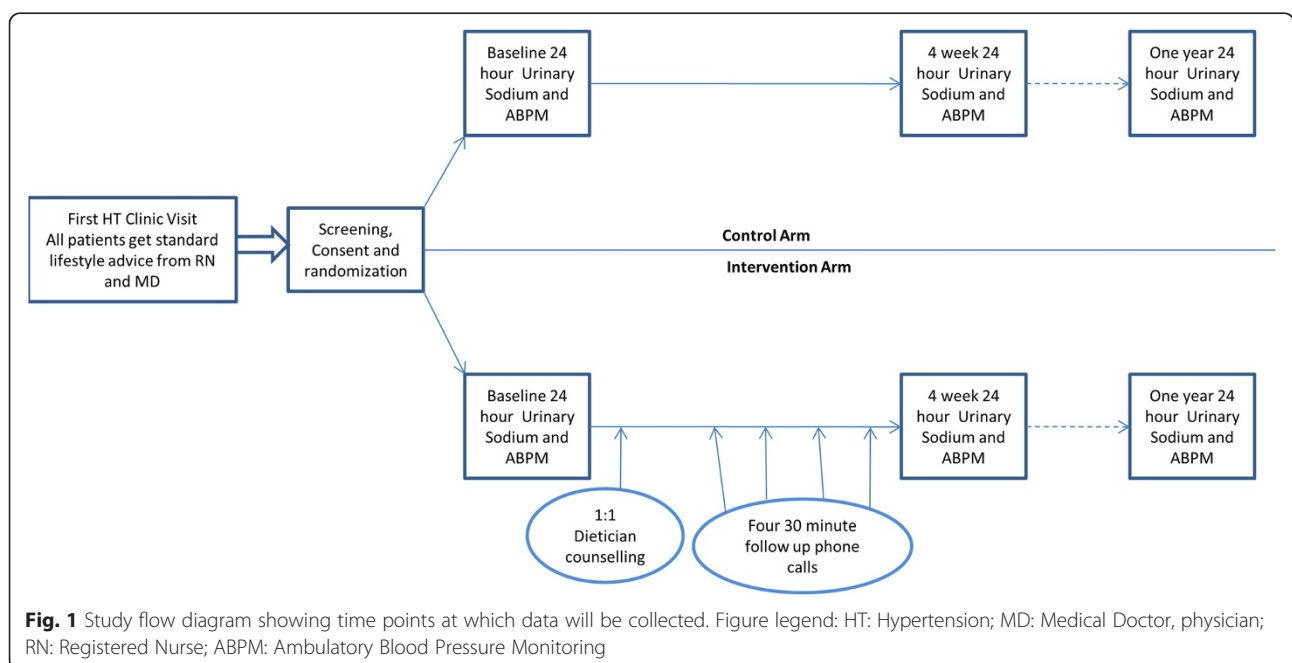 Baseline 24
hour Urinary
Sodium and
ABPM
4 week 24
hour Urinary
Sodium and
ABPM
One year 24
hour Urinary
Sodium and
ABPM
First HT Clinic Visit
All patients get standard
lifestyle advice from RN
and MD
Screening,
Consent and
randomization
Control Arm
Intervention Arm
Baseline 24
hour Urinary
Sodium and
ABPM
4 week 24
hour Urinary
Sodium and
ABPM
One year 24
hour Urinary
Sodium and
ABPM
1:1
Dietician
counselling
Four 30 minute
follow up phone
calls
Fig. 1 Study flow diagram showing time points at which data will be collected. Figure legend: HT: Hypertension; MD: Medical Doctor, physician;
RN: Registered Nurse; ABPM: Ambulatory Blood Pressure Monitoring